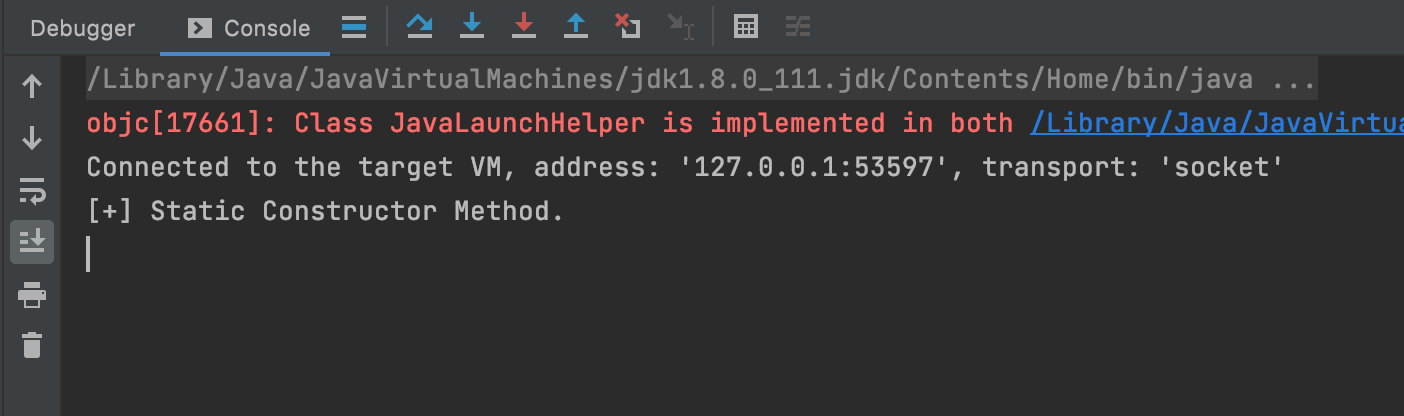 Debugger Console
/Library/Java/JavaVirtualMachines/jdk1.8.0_111.jdk/Contents/Home/bin/java ...
objc[17661]: Class JavaLaunchHelper is implemented in both /Library/Java/JavaVirtua
Connected to the target VM, address: '127.0.0.1:53597', transport: 'socket'
[+] Static Constructor Method.